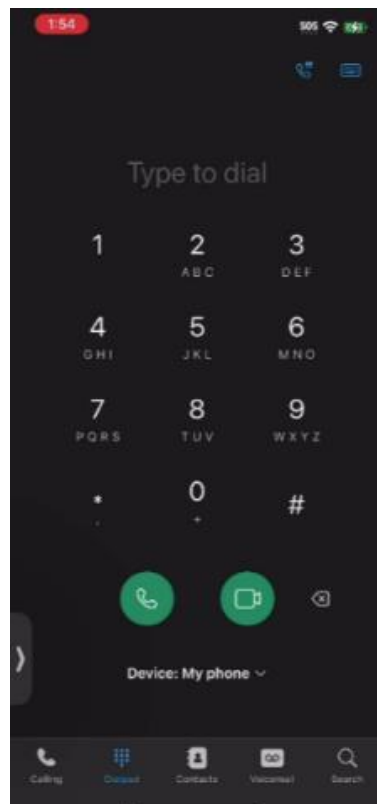 1:54
SOS
Type to dial
1 2 3
ABC DEF
4 5 6
GHI JKL MNO
7 8 9
PQRS TUV WXYZ
* 0 #
, +
Device: My phone
Calling Dialpad Contacts Voicemail Search